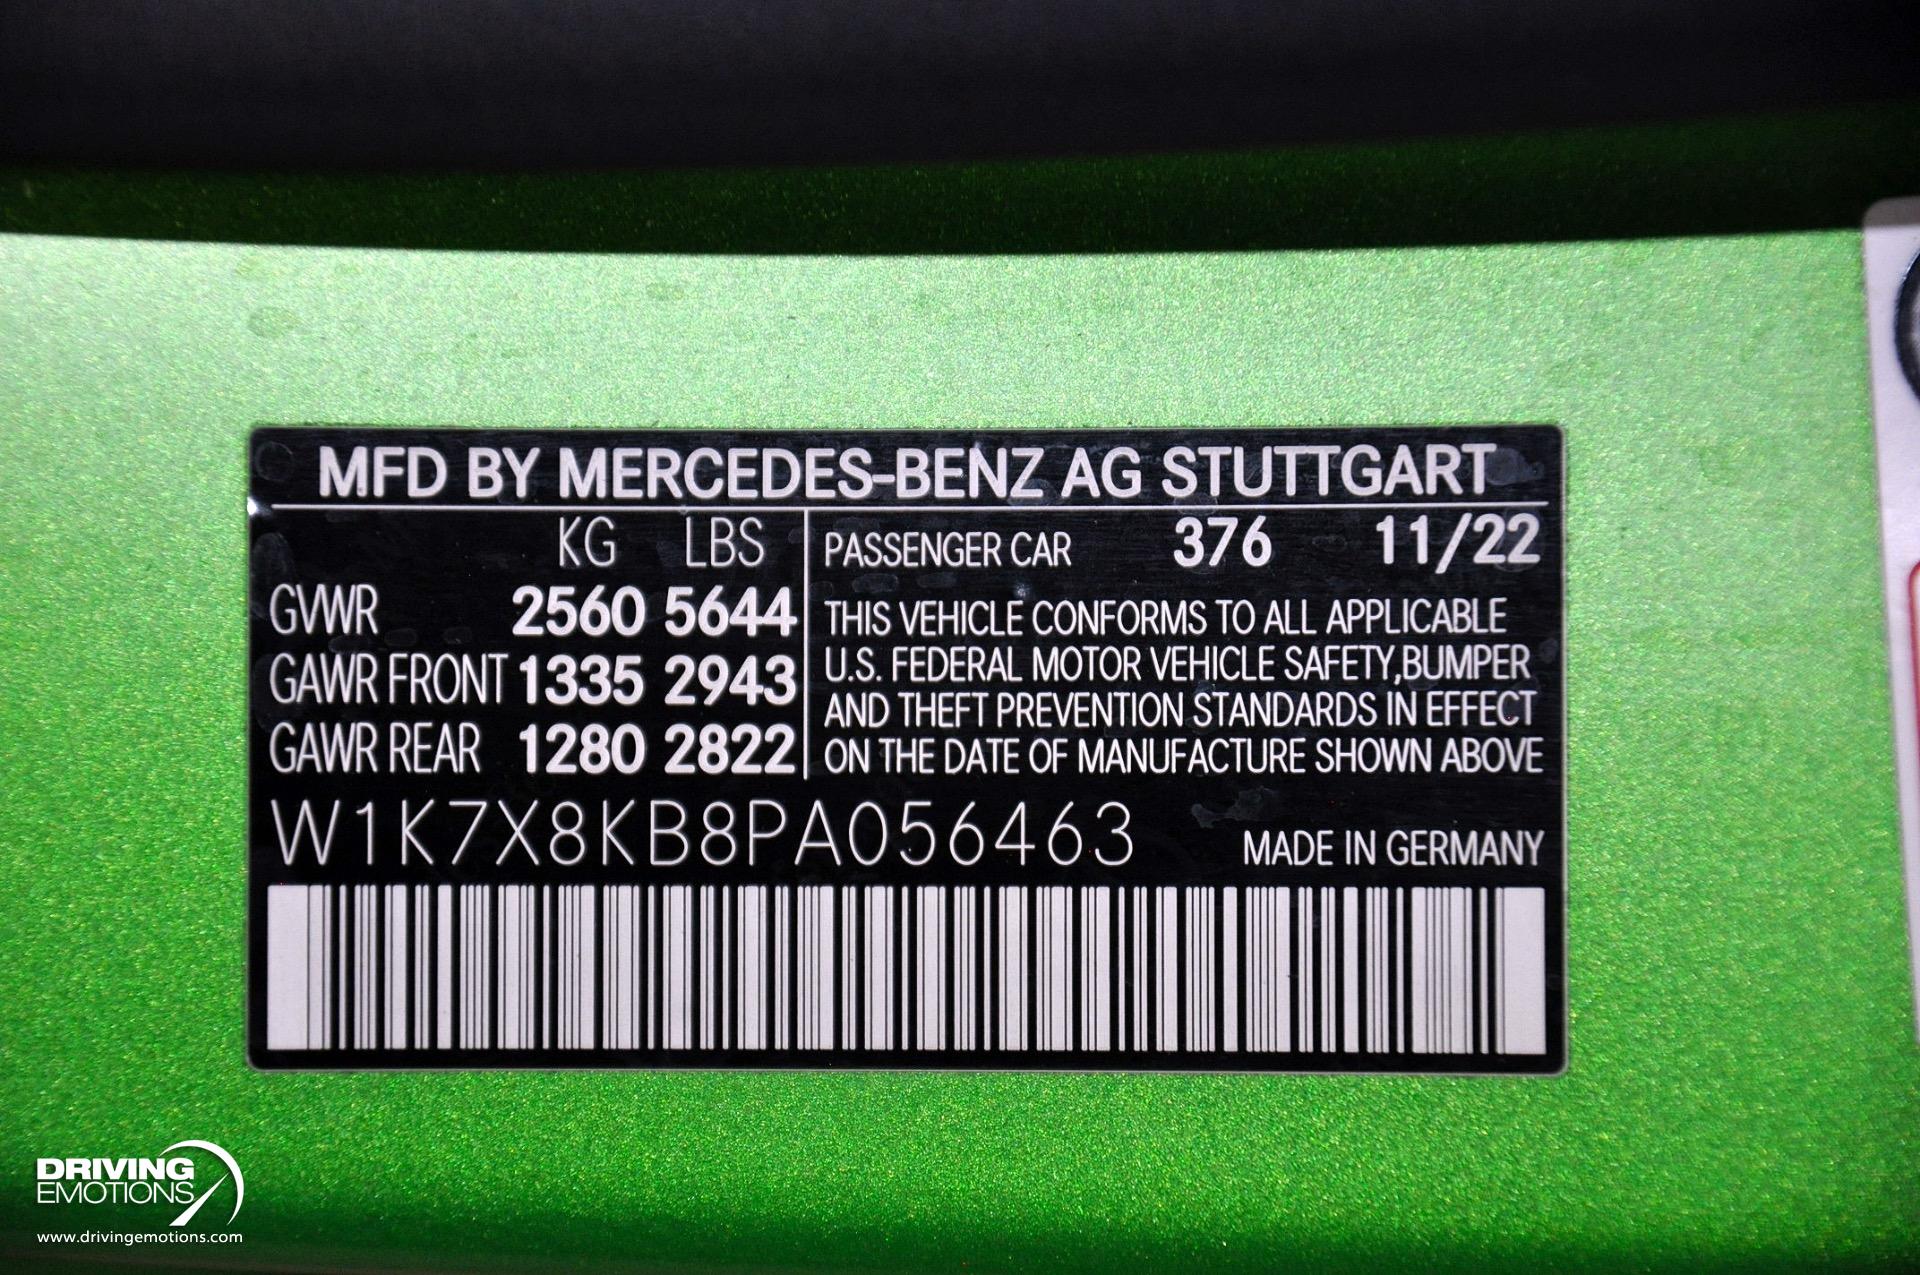 MFD BY MERCEDES-BENZ AG STUTTGART
KG LBS
GVWR 2560 5644
GAWR FRONT 1335 2943
GAWR REAR 1280 2822
PASSENGER CAR 376 11/22
THIS VEHICLE CONFORMS TO ALL APPLICABLE
U.S. FEDERAL MOTOR VEHICLE SAFETY,BUMPER
AND THEFT PREVENTION STANDARDS IN EFFECT
ON THE DATE OF MANUFACTURE SHOWN ABOVE
W1K7X8KB8PA056463
MADE IN GERMANY
DRIVING
EMOTIONS
www.drivingemotions.com